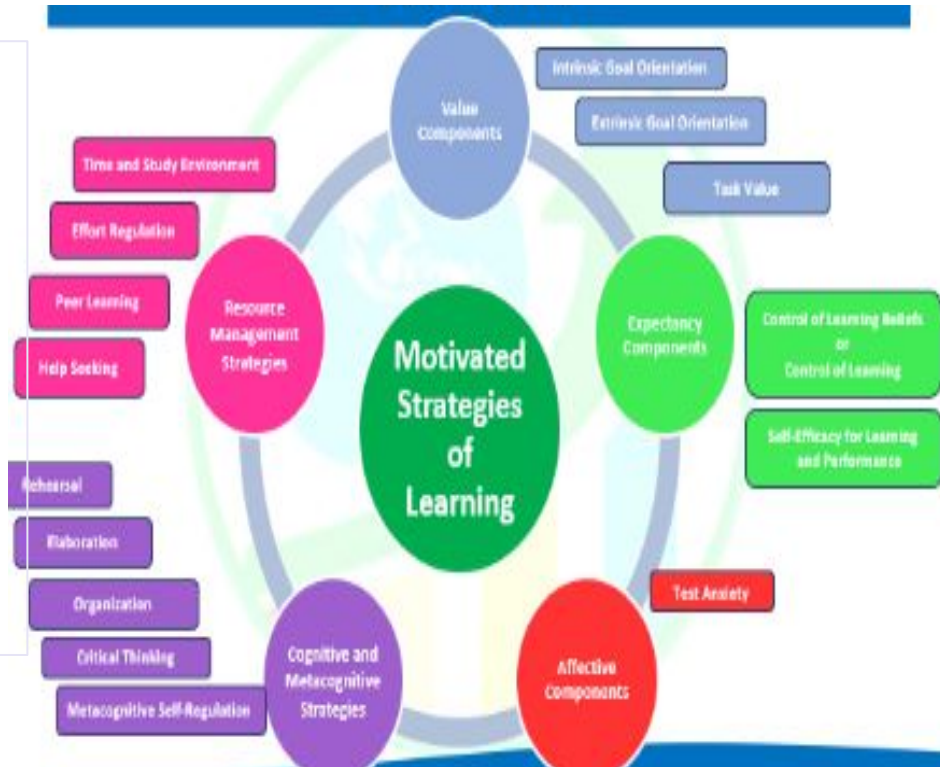 Value
Components
Intrinsic Goal Orientation
Extrinsic Goal Orientation
Task Value
Expectancy
Components
Control of Learning Beliefs
or
Control of Learning
Self-Efficacy for Learning
and Performance
Affective
Components
Test Anxiety
Cognitive and
Metacognitive
Strategies
Rehearsal
Elaboration
Organization
Critical Thinking
Metacognitive Self-Regulation
Resource
Management
Strategies
Time and Study Environment
Effort Regulation
Peer Learning
Help Seeking
Motivated
Strategies
of
Learning